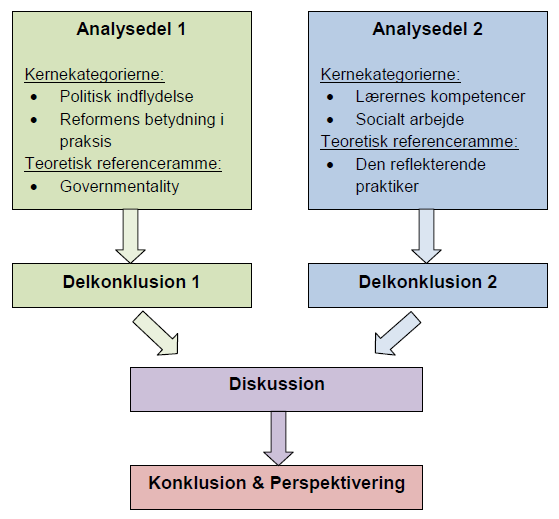 Analysedel 1
Kernekategorierne:
• Politisk indflydelse
• Reformens betydning i
praksis
Teoretisk referenceramme:
• Governmentality
Analysedel 2
Kernekategorierne:
• Lærernes kompetencer
• Socialt arbejde
Teoretisk referenceramme:
• Den reflekterende
praktiker
Delkonklusion 1
Delkonklusion 2
Diskussion
Konklusion & Perspektivering